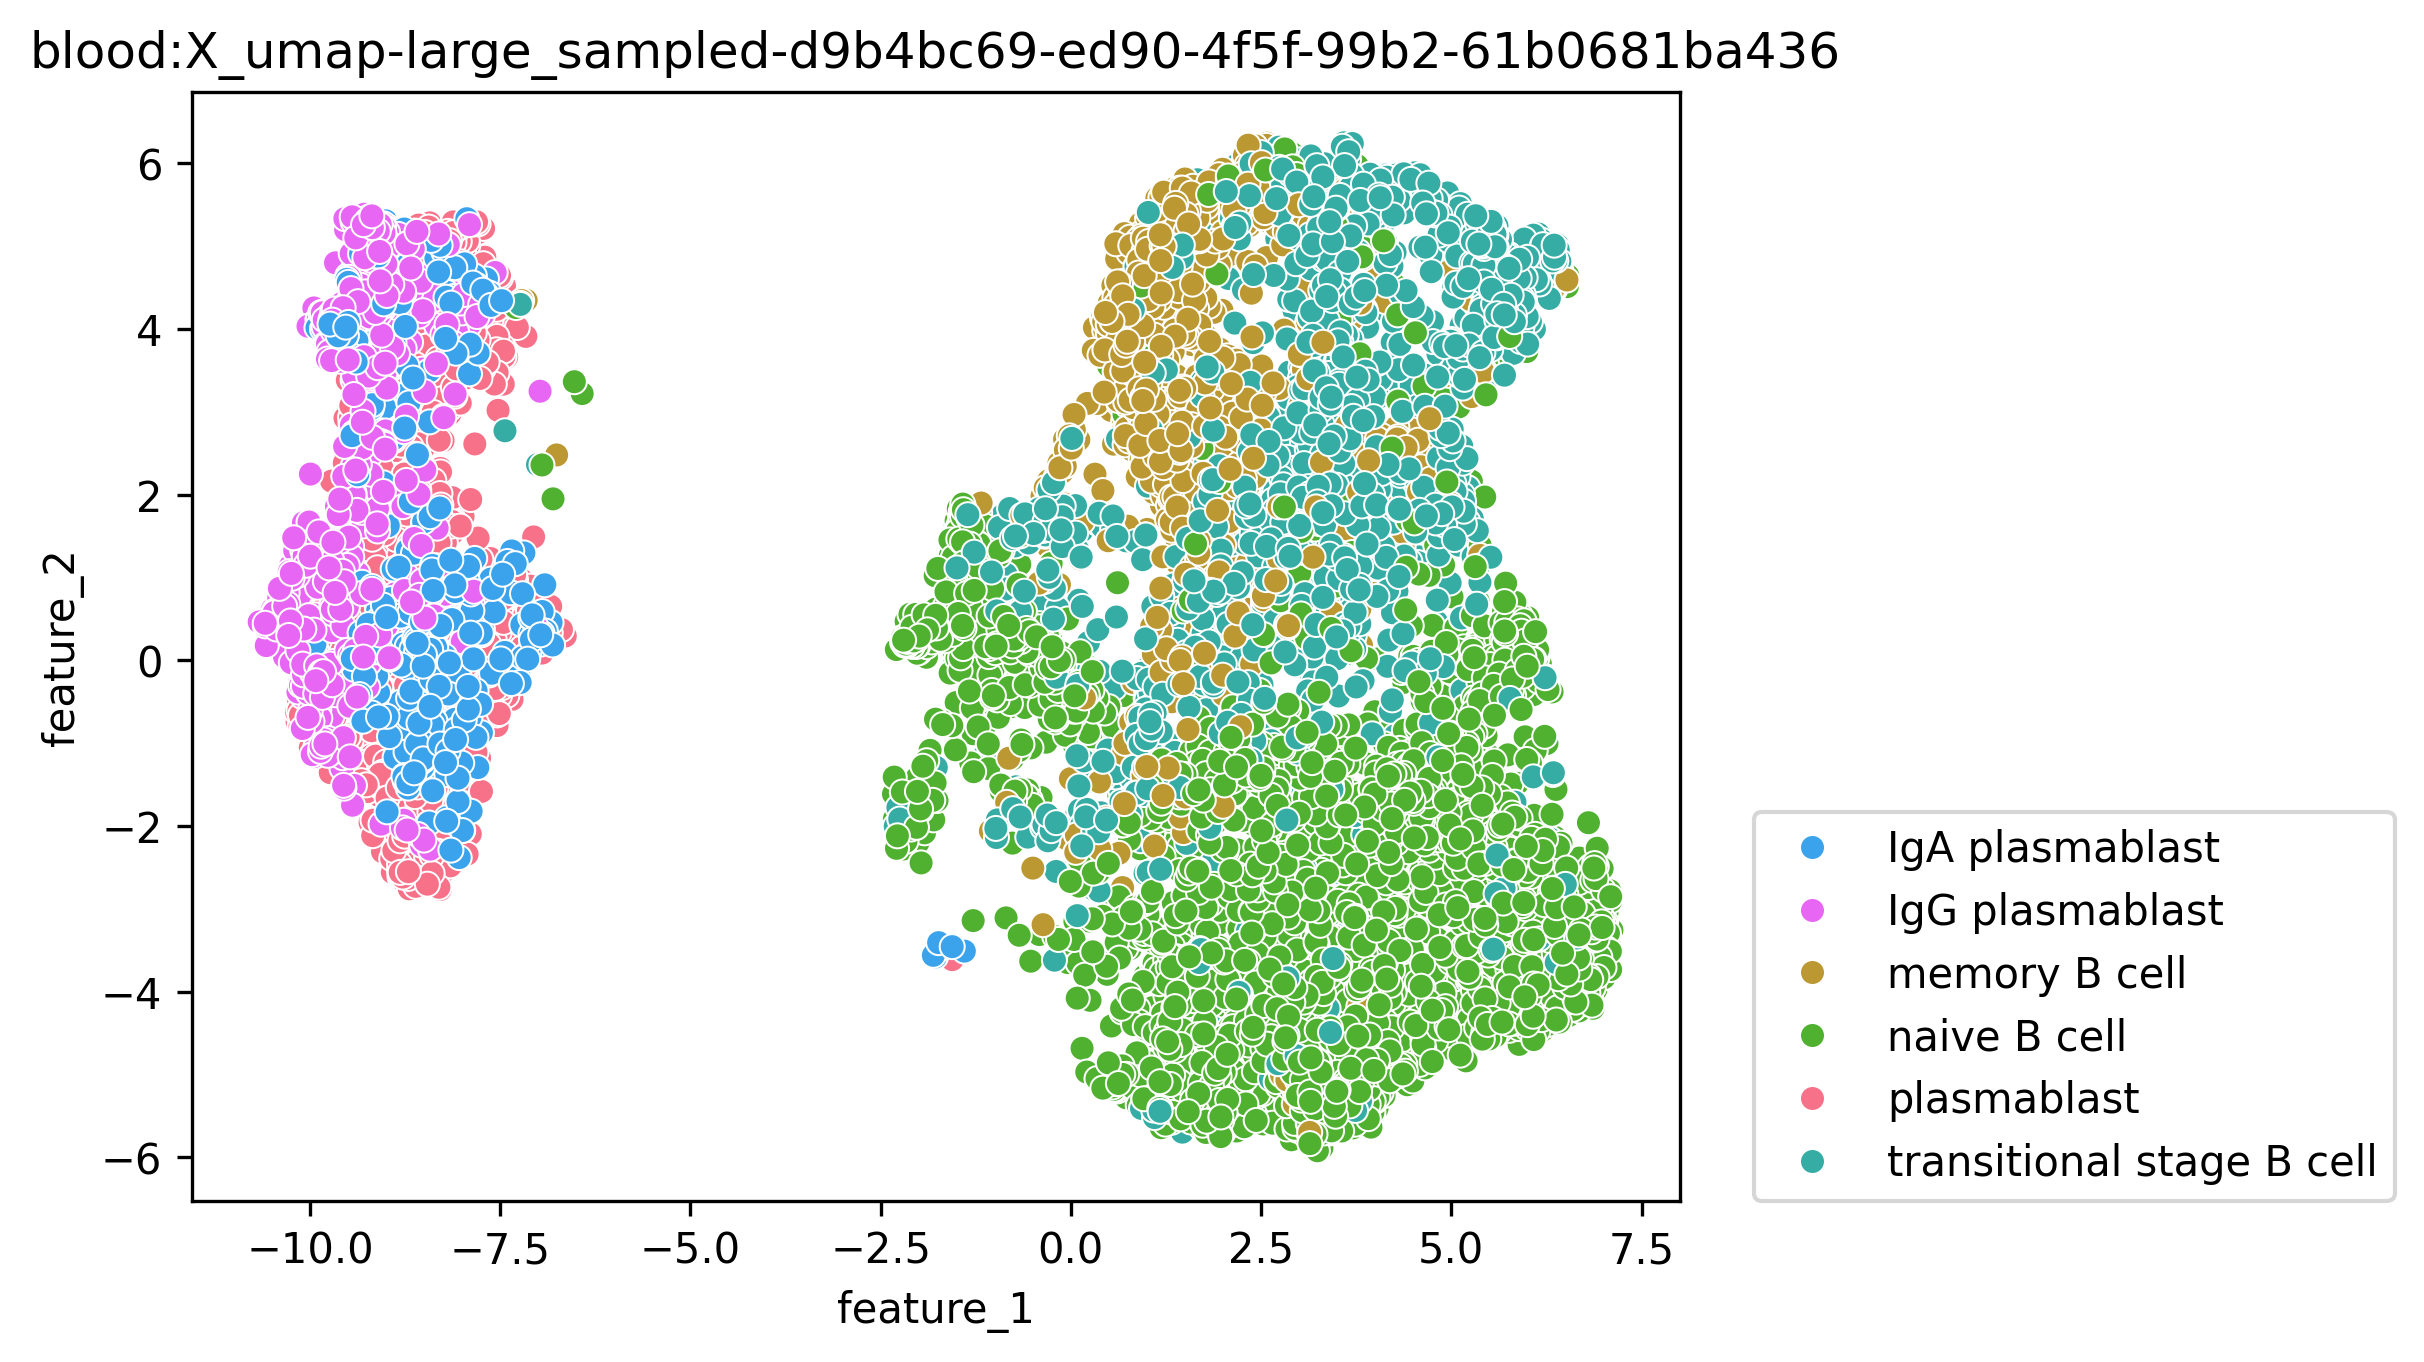 blood:X_umap-large_sampled-d9b4bc69-ed90-4f5f-99b2-61b0681ba436
feature_2
6
4
2
0
−2
−4
−6
−10.0 −7.5 −5.0 −2.5 0.0 2.5 5.0 7.5
feature_1
IgA plasmablast
IgG plasmablast
memory B cell
naive B cell
plasmablast
transitional stage B cell